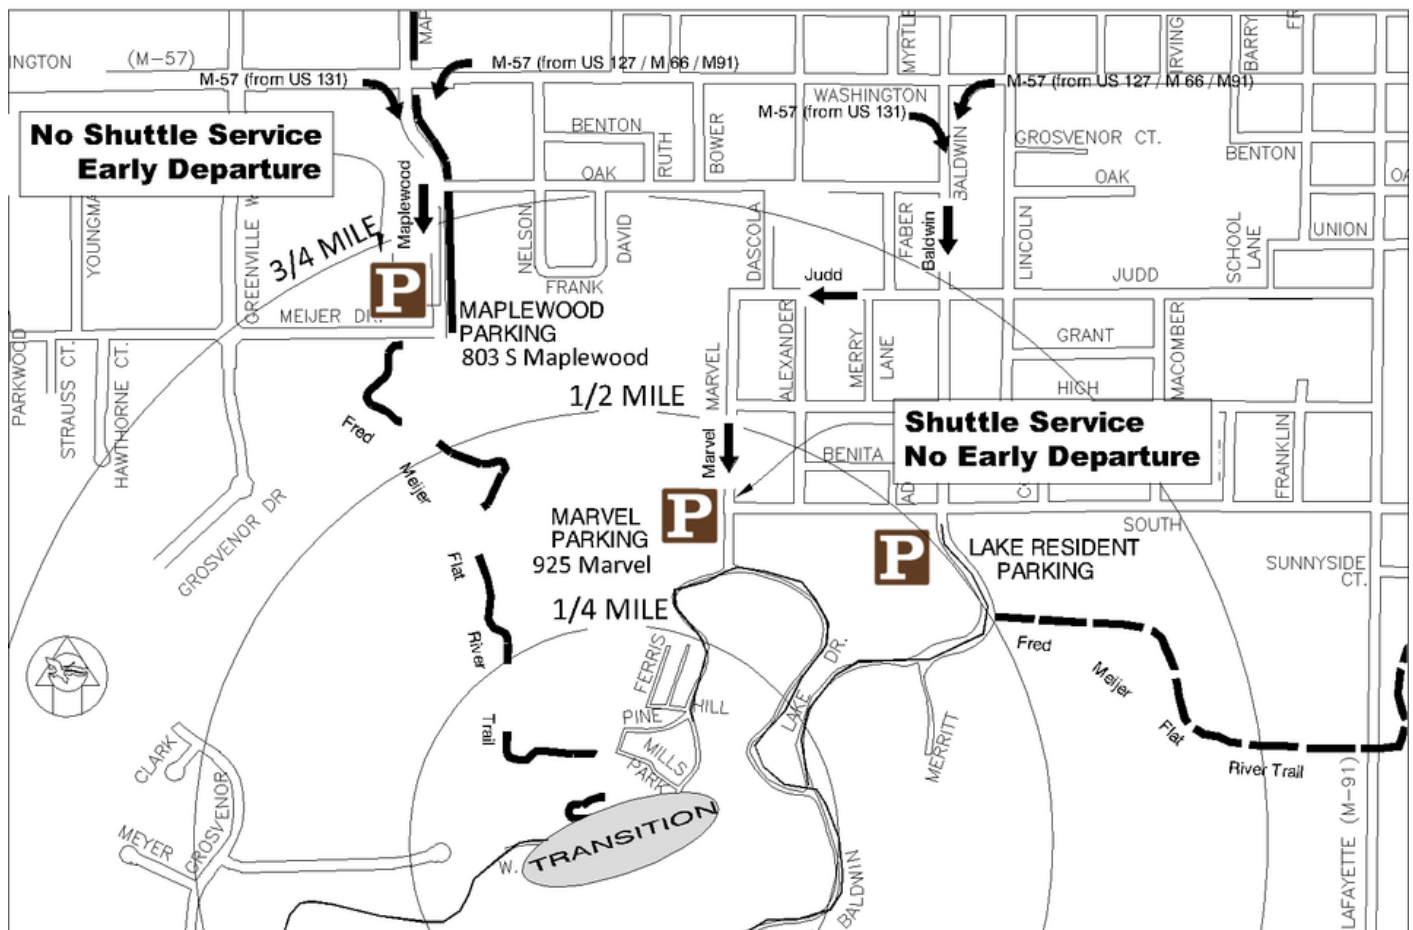 INGTON
(M-57)
MAP
M-57 (from US 131)
M-57 (from US 127 / M 66 / M91)
MYRTLE
IRVING
BARRY
FR
M-57 (from US 127 / M 66 / M91)
WASHINGTON
M-57 (from US 131)
No Shuttle Service
Early Departure
BENTON
RUTH
BOWER
OAK
BALDWIN
GROSVENOR CT.
BENTON
OAK
OA
YOUNGMA
GREENVILLE W
3/4 MILE
Maplewood
NELSON
DAVID
FRANK
DASCOLA
FABER
Baldwin
LINCOLN
SCHOOL
LANE
UNION
JUDD
Judd
P
MEIJER DR.
MAPLEWOOD
PARKING
803 S Maplewood
PARKWOOD
STRAUSS CT.
HAWTHORNE CT.
MARVEL
ALEXANDER
MERRY
LANE
GRANT
HIGH
MACOMBER
1/2 MILE
Fred
Meijer
Flat
River
Trail
Marvel
BENITA
AD
Shuttle Service
No Early Departure
FRANKLIN
GROSVENOR DR
P
MARVEL
PARKING
925 Marvel
P
LAKE RESIDENT
PARKING
SOUTH
SUNNYSIDE
CT.
1/4 MILE
FERRIS
PINE
HILL
MILLS
PARK
LAKE
DR.
MERRITT
Fred
Meijer
Flat
River Trail
CLARK
MEYER
GROSVENOR
W.
TRANSITION
BALDWIN
LAFAYETTE (M-91)